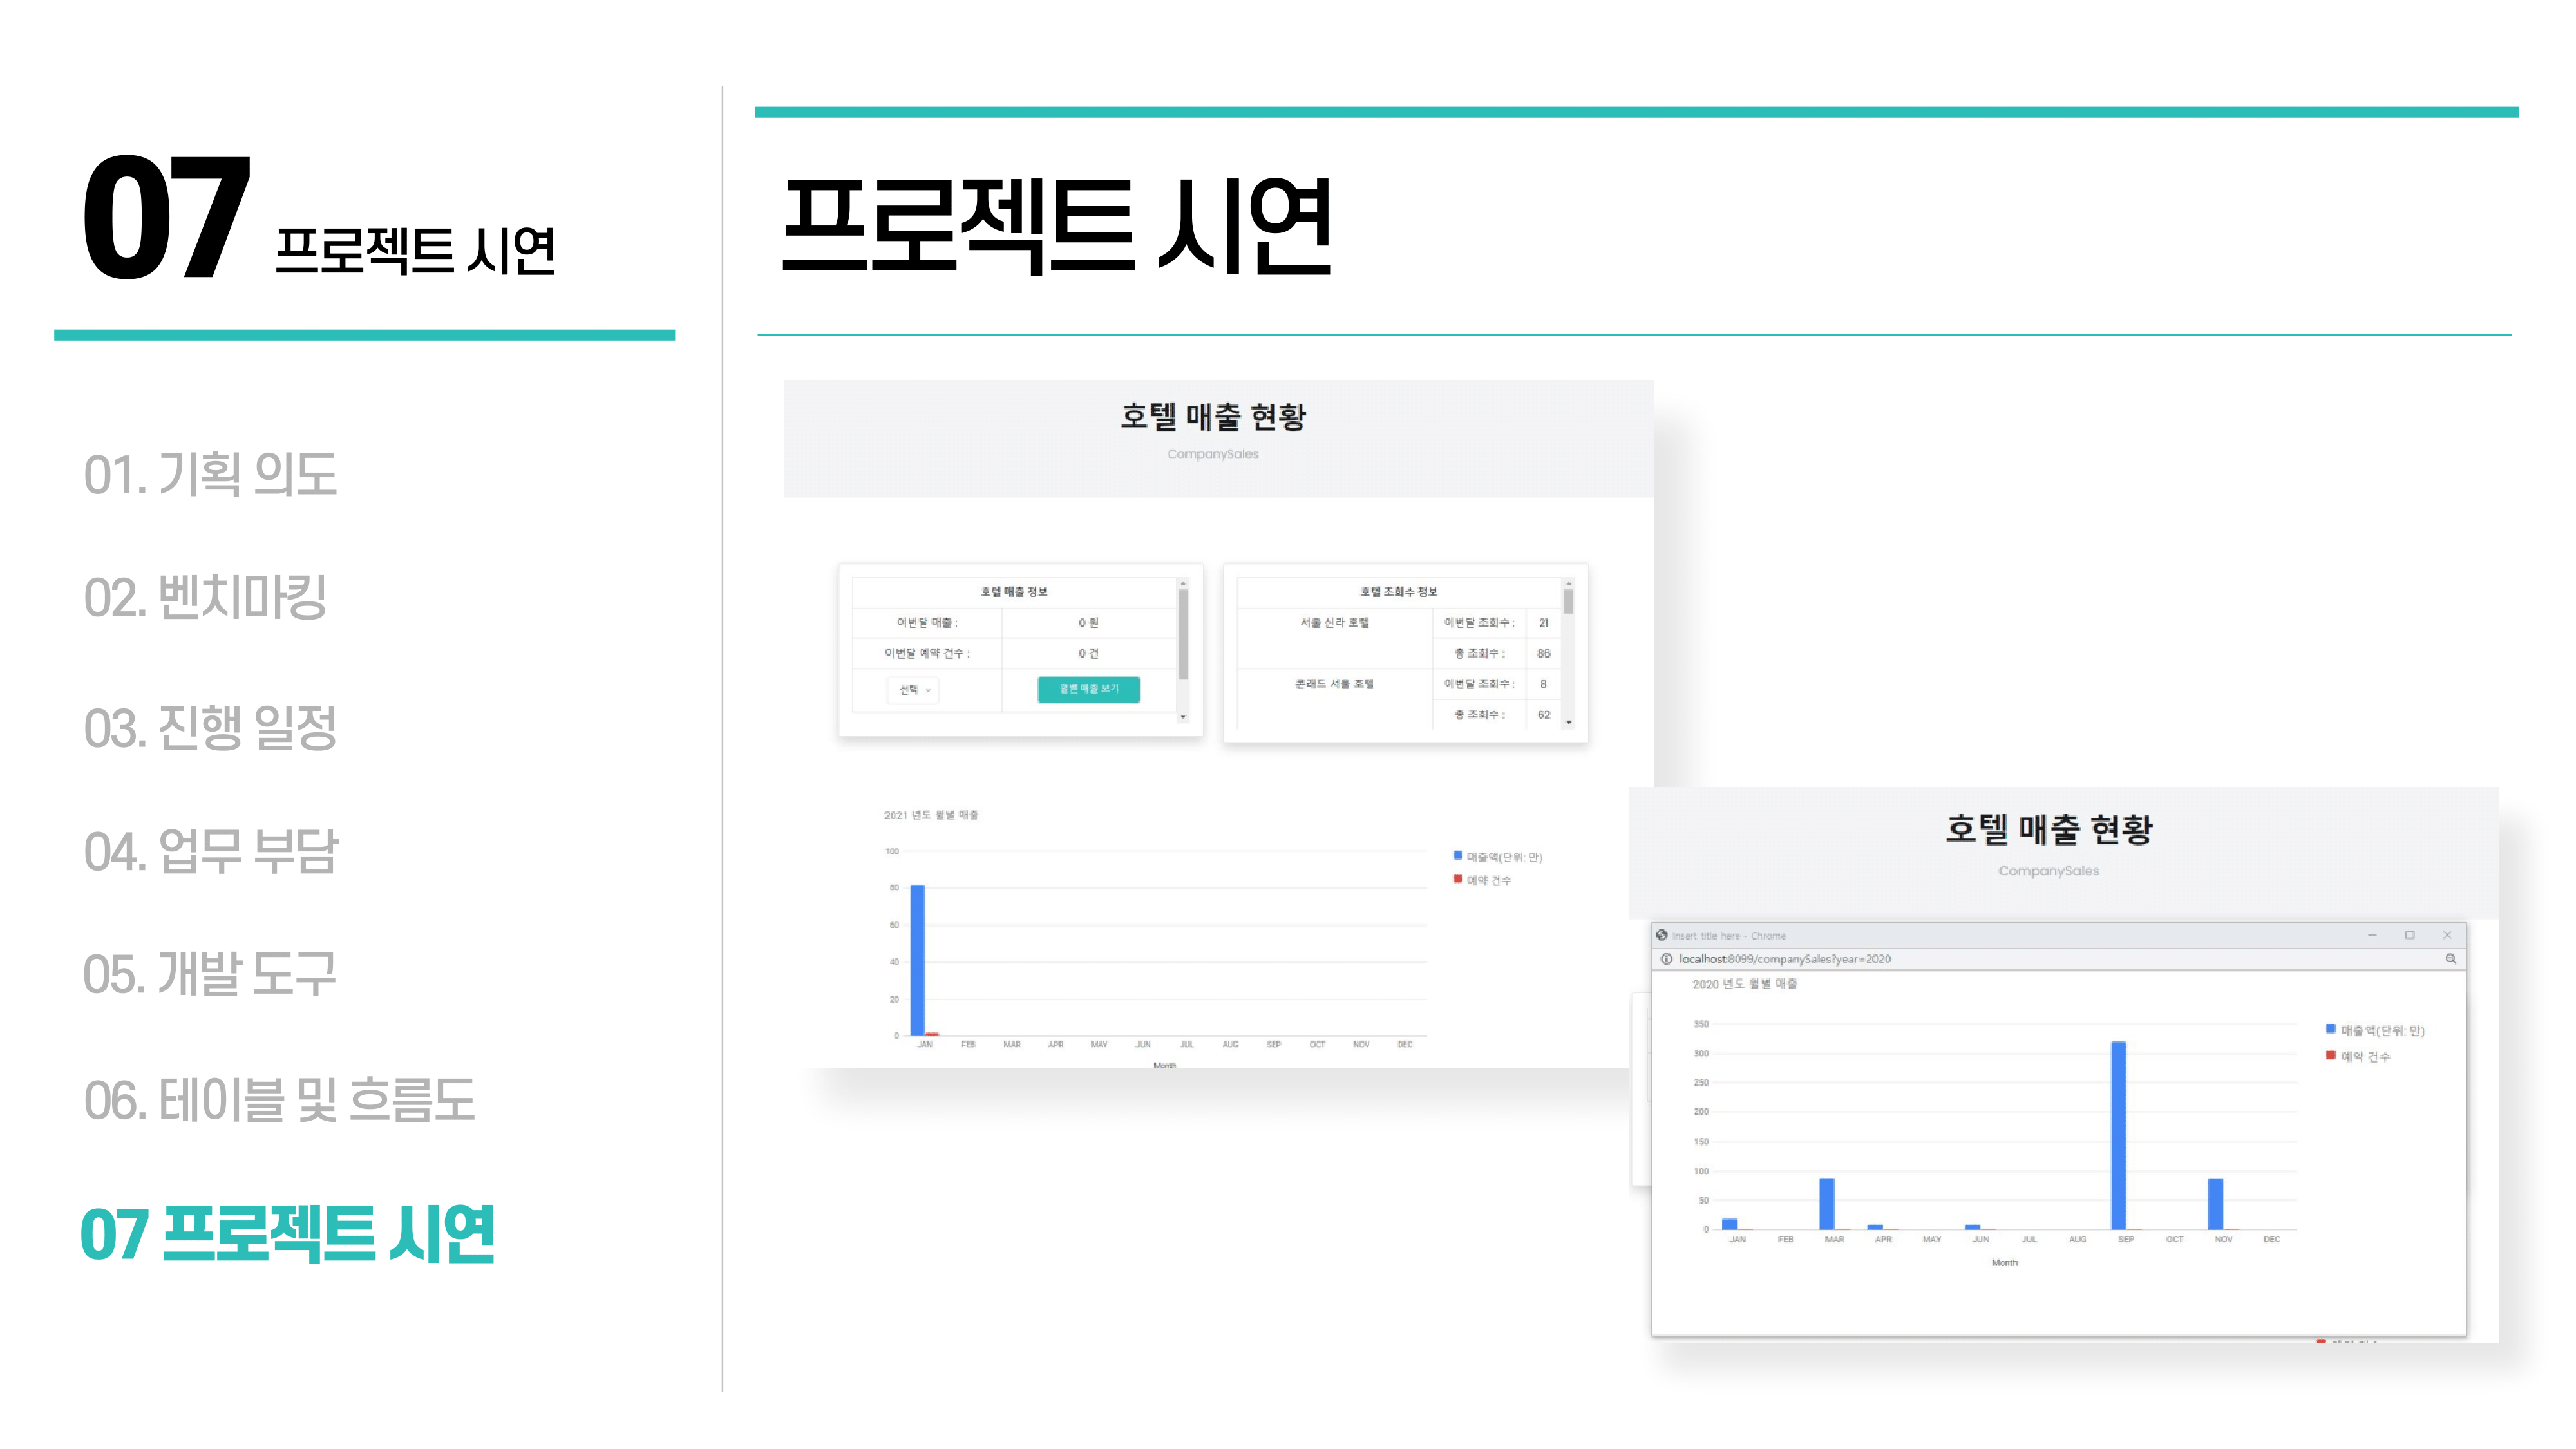 07 프로젝트 시연
01. 기획 의도
02. 벤치마킹
03. 진행 일정
04. 업무 부담
05. 개발 도구
06. 테이블 및 흐름도
07 프로젝트 시연
프로젝트 시연
호텔 매출 현황
CompanySales
호텔 매출 정보
이번달 매출 : 0 원
이번달 예약 건수 : 0 건
선택 월별 매출 보기
호텔 조회수 정보
서울 신라 호텔 이번달 조회수 : 21
총 조회수 : 86
콘래드 서울 호텔 이번달 조회수 : 8
총 조회수 : 62
2021 년도 월별 매출
100
80
60
40
20
0
JAN FEB MAR APR MAY JUN JUL AUG SEP OCT NOV DEC
Month
매출액(단위: 만)
예약 건수
호텔 매출 현황
CompanySales
Insert title here - Chrome
localhost:8099/companySales?year=2020
2020 년도 월별 매출
350
300
250
200
150
100
50
0
JAN FEB MAR APR MAY JUN JUL AUG SEP OCT NOV DEC
Month
매출액(단위: 만)
예약 건수